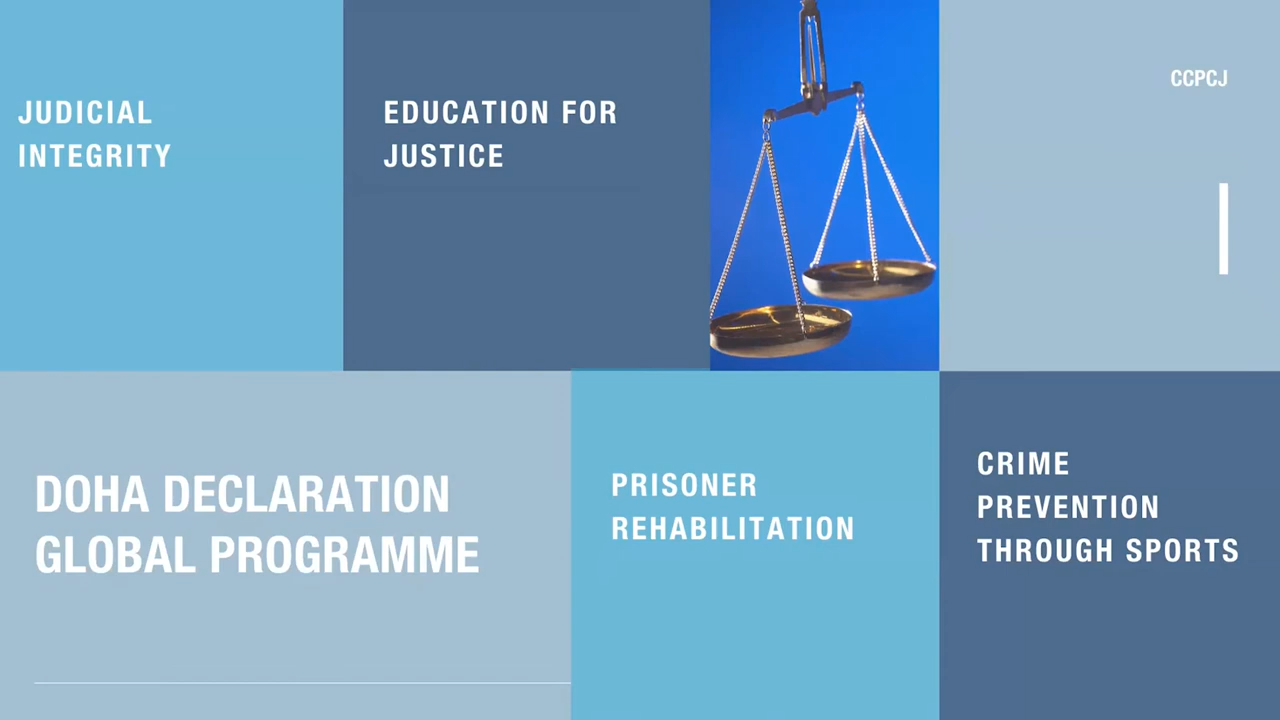 JUDICIAL
INTEGRITY
EDUCATION FOR
JUSTICE
CCPCJ
DOHA DECLARATION
GLOBAL PROGRAMME
PRISONER
REHABILITATION
CRIME
PREVENTION
THROUGH SPORTS